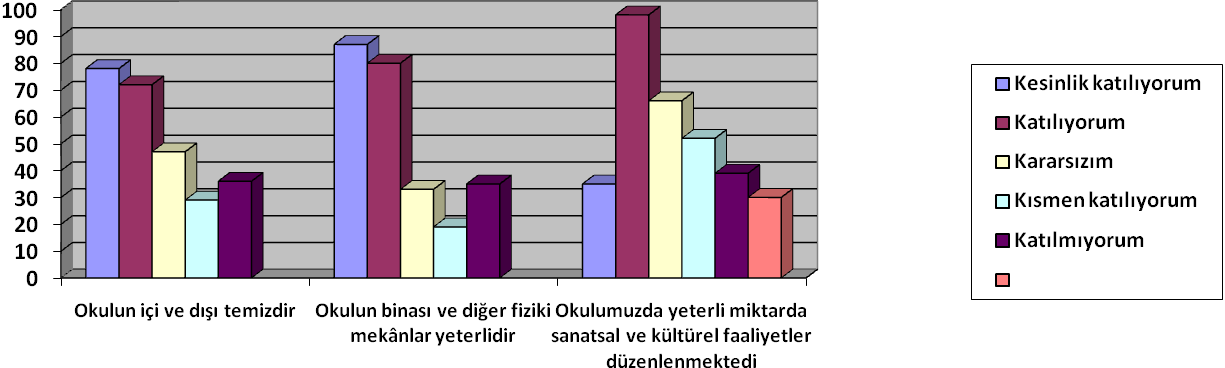 100
90
80
70
60
50
40
30
20
10
0
Okulun içi ve dışı temizdir
Okulun binası ve diğer fiziki
mekânlar yeterlidir
Okulumuzda yeterli miktarda
sanatsal ve kültürel faaliyetler
düzenlenmektedi
Kesinlik katılıyorum
Katılıyorum
Kararsızım
Kısmen katılıyorum
Katılmıyorum